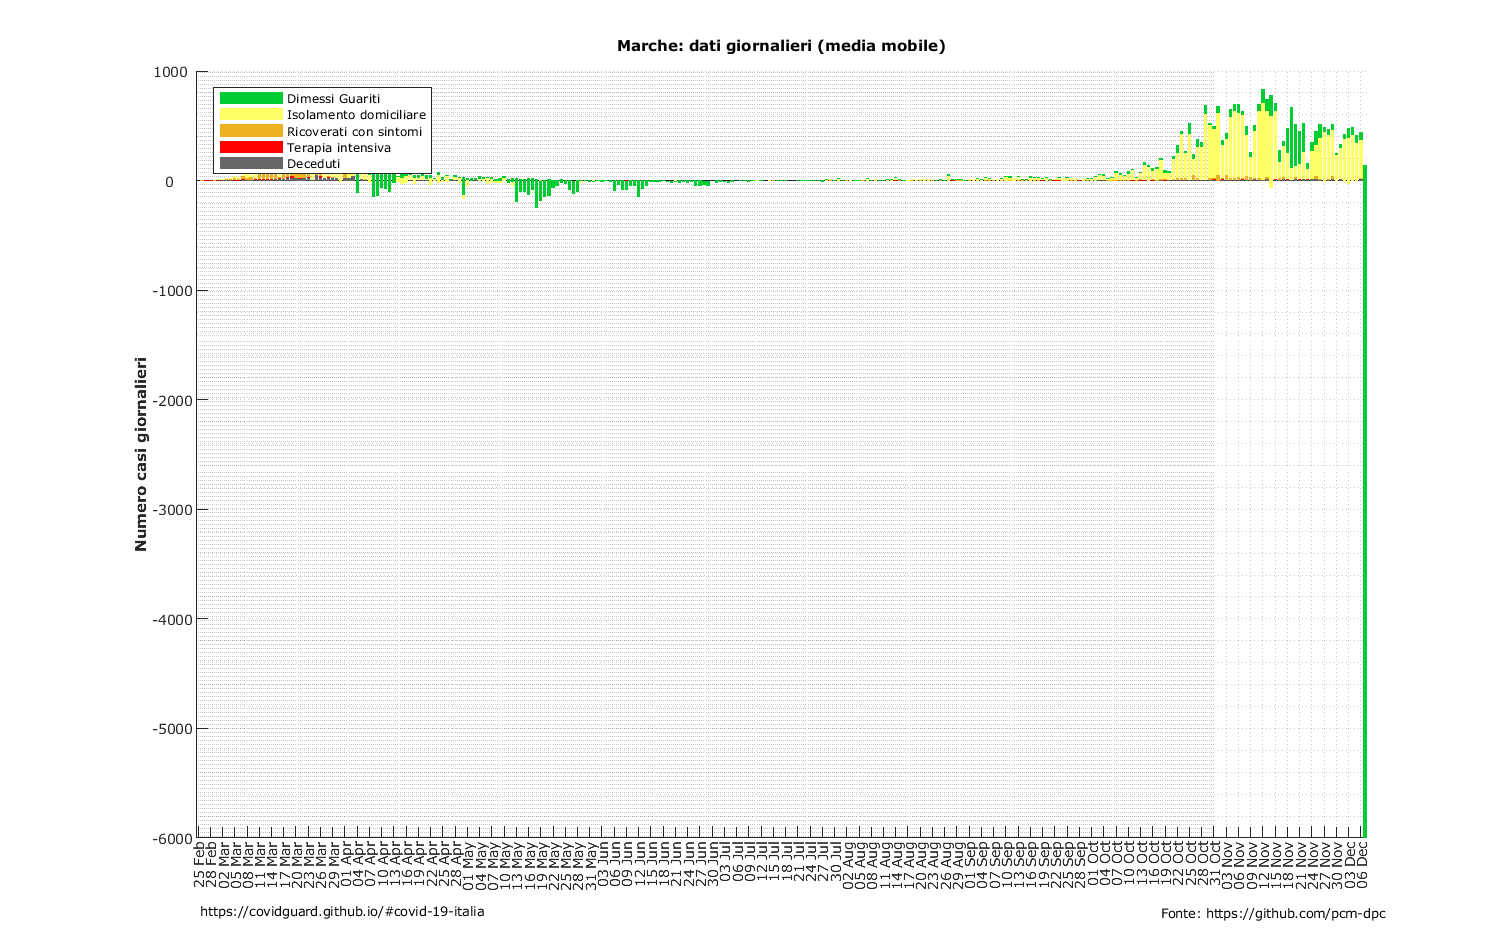 Marche: dati giornalieri (media mobile)
Numero casi giornalieri
1000
0
-1000
-2000
-3000
-4000
-5000
-6000
Dimessi Guariti
Isolamento domiciliare
Ricoverati con sintomi
Terapia intensiva
Deceduti
25 Feb
28 Feb
02 Mar
05 Mar
08 Mar
11 Mar
14 Mar
17 Mar
20 Mar
23 Mar
26 Mar
29 Mar
01 Apr
04 Apr
07 Apr
10 Apr
13 Apr
16 Apr
19 Apr
22 Apr
25 Apr
28 Apr
01 May
04 May
07 May
10 May
13 May
16 May
19 May
22 May
25 May
28 May
31 May
03 Jun
06 Jun
09 Jun
12 Jun
15 Jun
18 Jun
21 Jun
24 Jun
27 Jun
30 Jun
03 Jul
06 Jul
09 Jul
12 Jul
15 Jul
18 Jul
21 Jul
24 Jul
27 Jul
30 Jul
02 Aug
05 Aug
08 Aug
11 Aug
14 Aug
17 Aug
20 Aug
23 Aug
26 Aug
29 Aug
01 Sep
04 Sep
07 Sep
10 Sep
13 Sep
16 Sep
19 Sep
22 Sep
25 Sep
28 Sep
01 Oct
04 Oct
07 Oct
10 Oct
13 Oct
16 Oct
19 Oct
22 Oct
25 Oct
28 Oct
31 Oct
03 Nov
06 Nov
09 Nov
12 Nov
15 Nov
18 Nov
21 Nov
24 Nov
27 Nov
30 Nov
03 Dec
06 Dec
https://covidguard.github.io/#covid-19-italia
Fonte: https://github.com/pcm-dpc